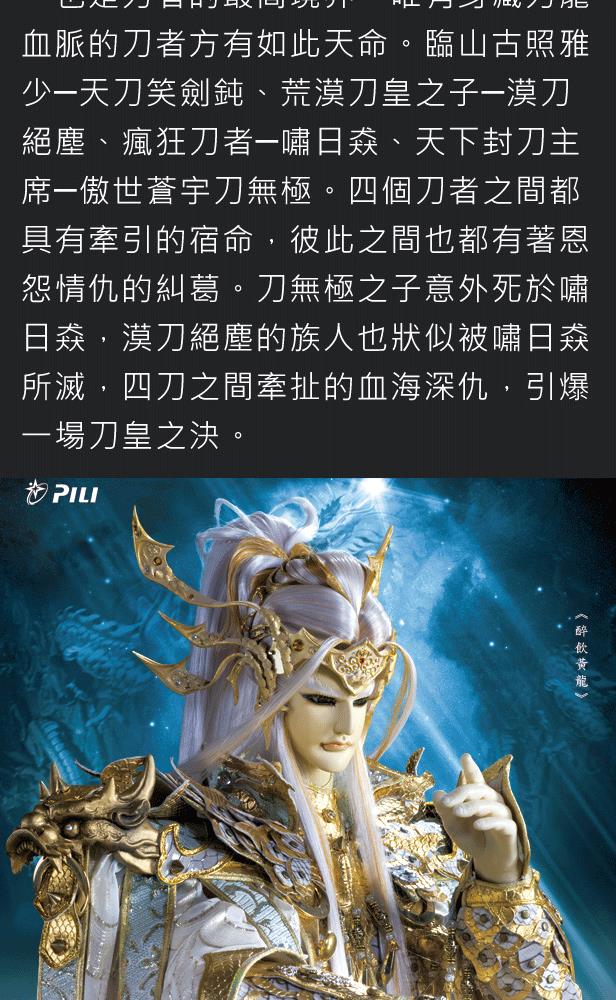 血脈的刀者方有如此天命。臨山古照雅
少—天刀笑劍鈍、荒漠刀皇之子—漠刀
絕塵、瘋狂刀者—嘯日猋、天下封刀主
席—傲世蒼宇刀無極。四個刀者之間都
具有牽引的宿命，彼此之間也都有著恩
怨情仇的糾葛。刀無極之子意外死於嘯
日猋，漠刀絕塵的族人也狀似被嘯日猋
所滅，四刀之間牽扯的血海深仇，引爆
一場刀皇之決。
PILI
《醉飲黃龍》